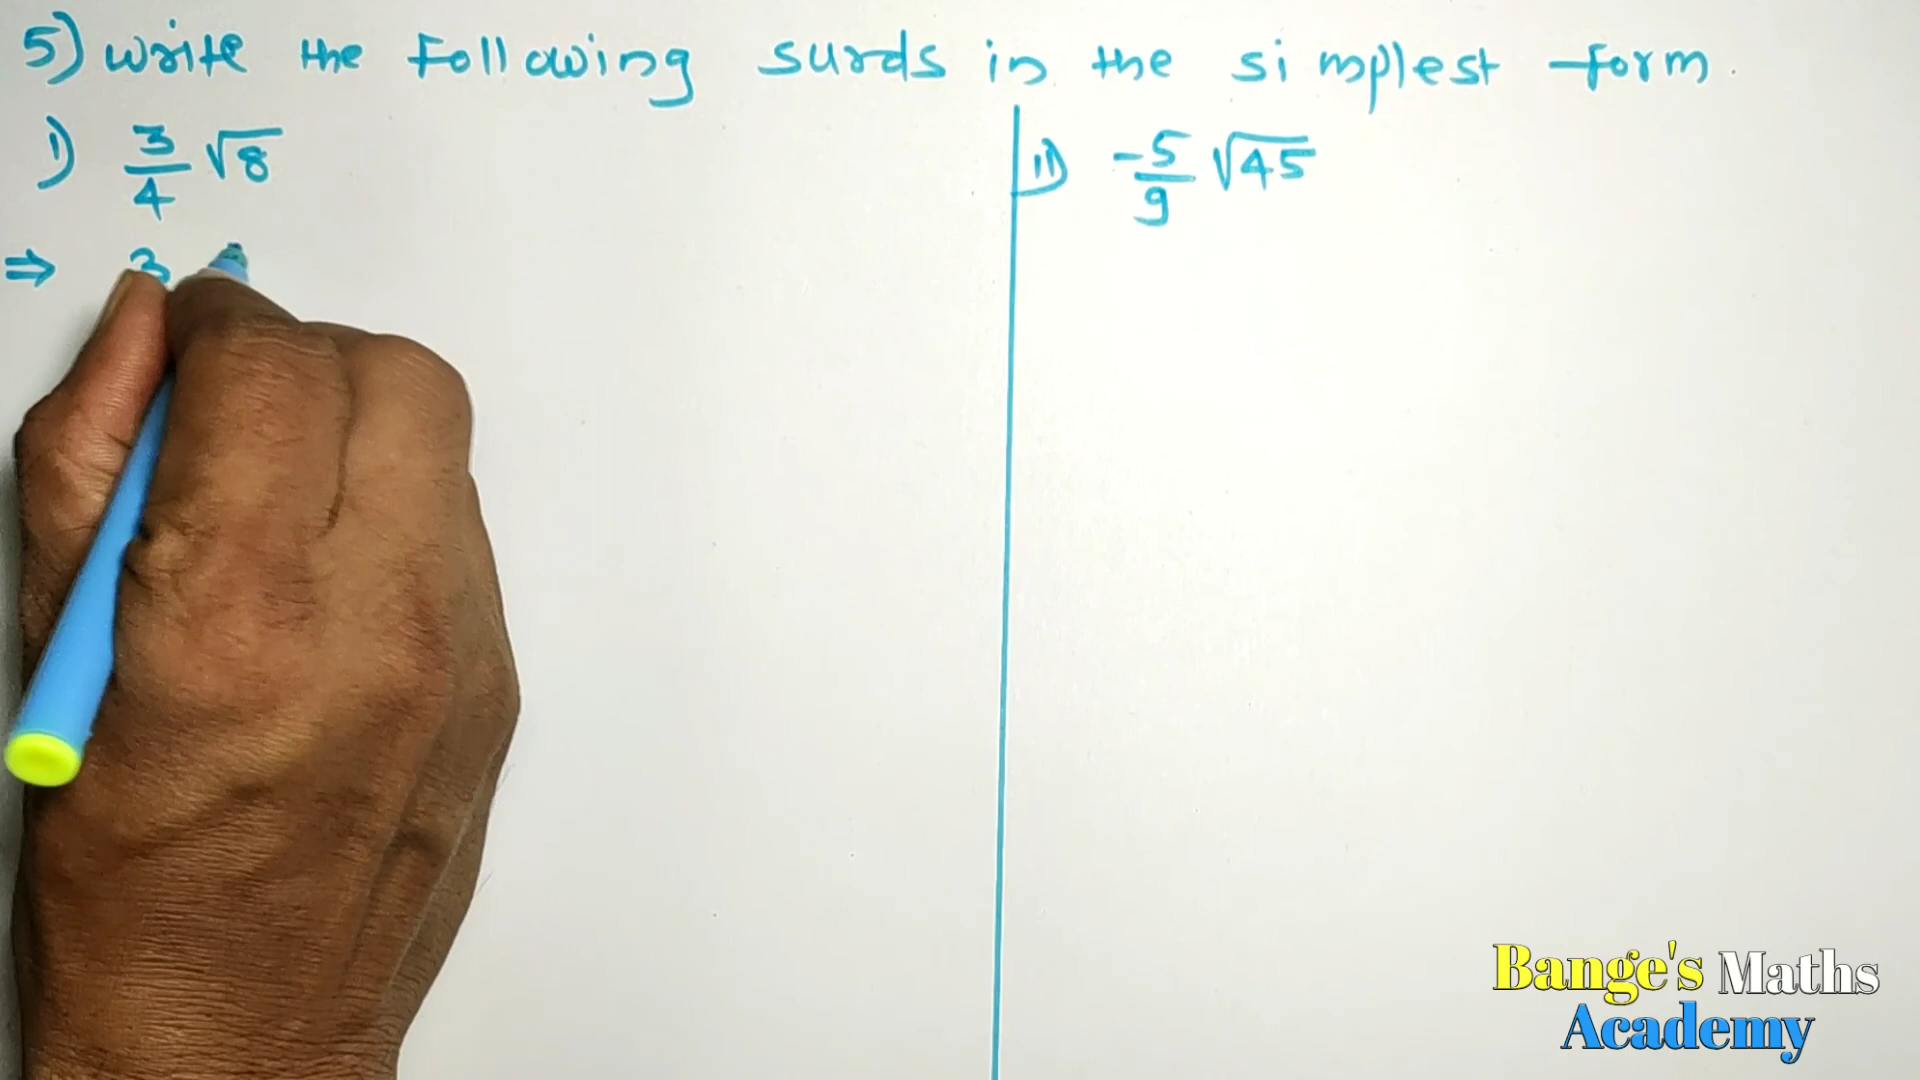 5) Write the following surds in the simplest form.
i) 3/4 √8
ii) -5/9 √45
⇒ 3
Bange's Maths
Academy